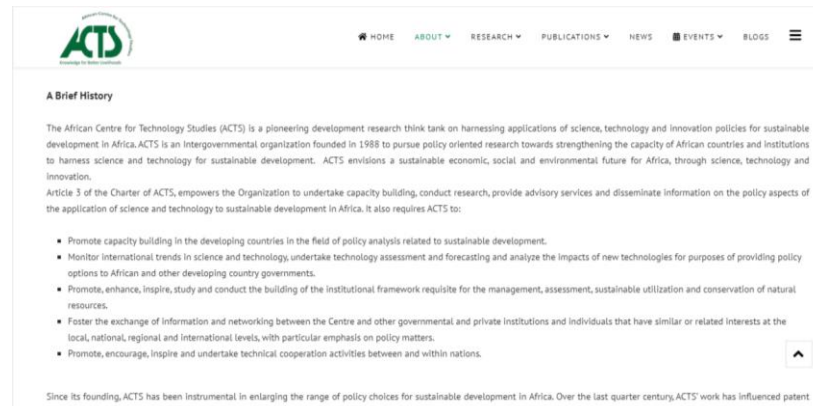 African Centre for Technology Studies
ACTS
Knowledge for Better Livelihoods
HOME ABOUT RESEARCH PUBLICATIONS NEWS EVENTS BLOGS
A Brief History
The African Centre for Technology Studies (ACTS) is a pioneering development research think tank on harnessing applications of science, technology and innovation policies for sustainable
development in Africa. ACTS is an Intergovernmental organization founded in 1988 to pursue policy oriented research towards strengthening the capacity of African countries and institutions
to harness science and technology for sustainable development. ACTS envisions a sustainable economic, social and environmental future for Africa, through science, technology and
innovation.
Article 3 of the Charter of ACTS, empowers the Organization to undertake capacity building, conduct research, provide advisory services and disseminate information on the policy aspects of
the application of science and technology to sustainable development in Africa. It also requires ACTS to:
Promote capacity building in the developing countries in the field of policy analysis related to sustainable development.
Monitor international trends in science and technology, undertake technology assessment and forecasting and analyze the impacts of new technologies for purposes of providing policy
options to African and other developing country governments.
Promote, enhance, inspire, study and conduct the building of the institutional framework requisite for the management, assessment, sustainable utilization and conservation of natural
resources.
Foster the exchange of information and networking between the Centre and other governmental and private institutions and individuals that have similar or related interests at the
local, national, regional and international levels, with particular emphasis on policy matters.
Promote, encourage, inspire and undertake technical cooperation activities between and within nations.
Since its founding, ACTS has been instrumental in enlarging the range of policy choices for sustainable development in Africa. Over the last quarter century, ACTS' work has influenced patent